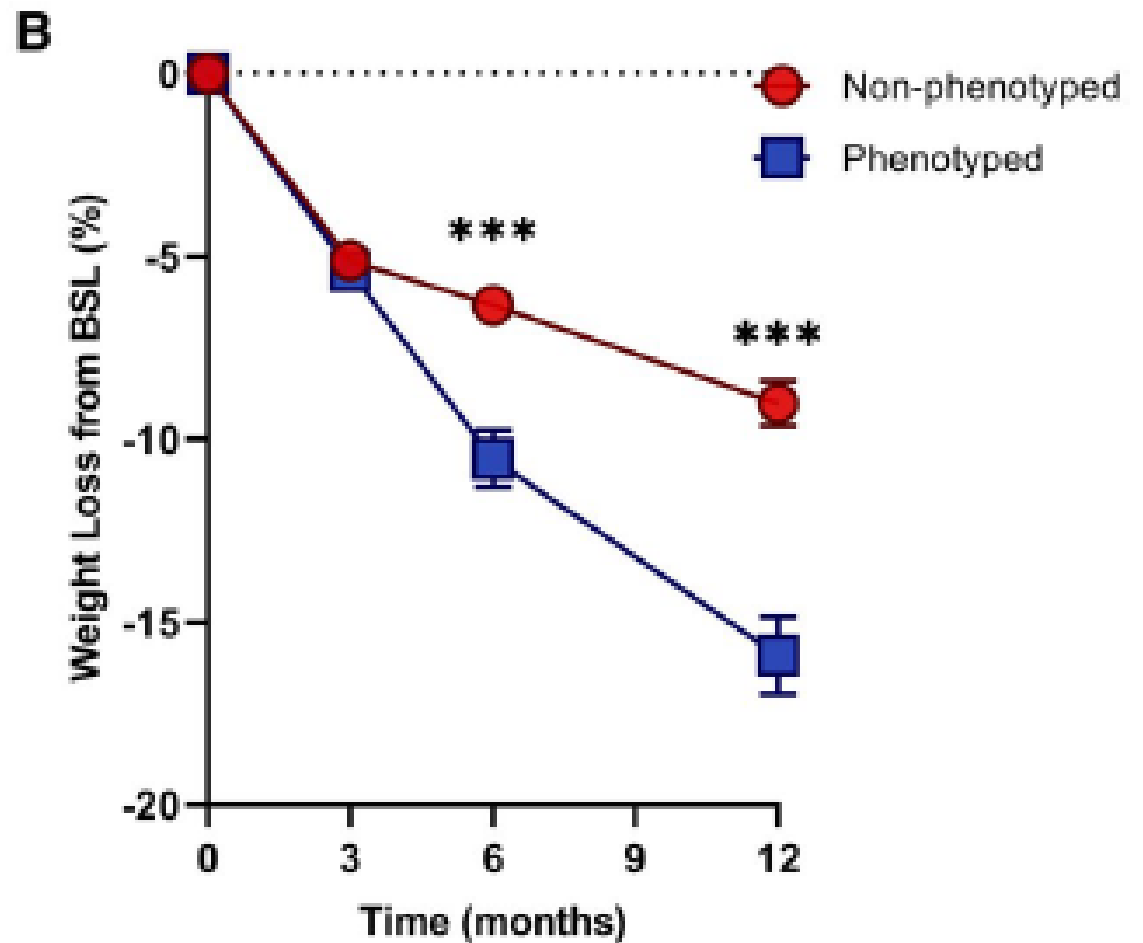 B
0
Non-phenotyped
Phenotyped
***
-5
***
-10
-15
-20
Weight Loss from BSL (%)
0 3 6 9 12
Time (months)